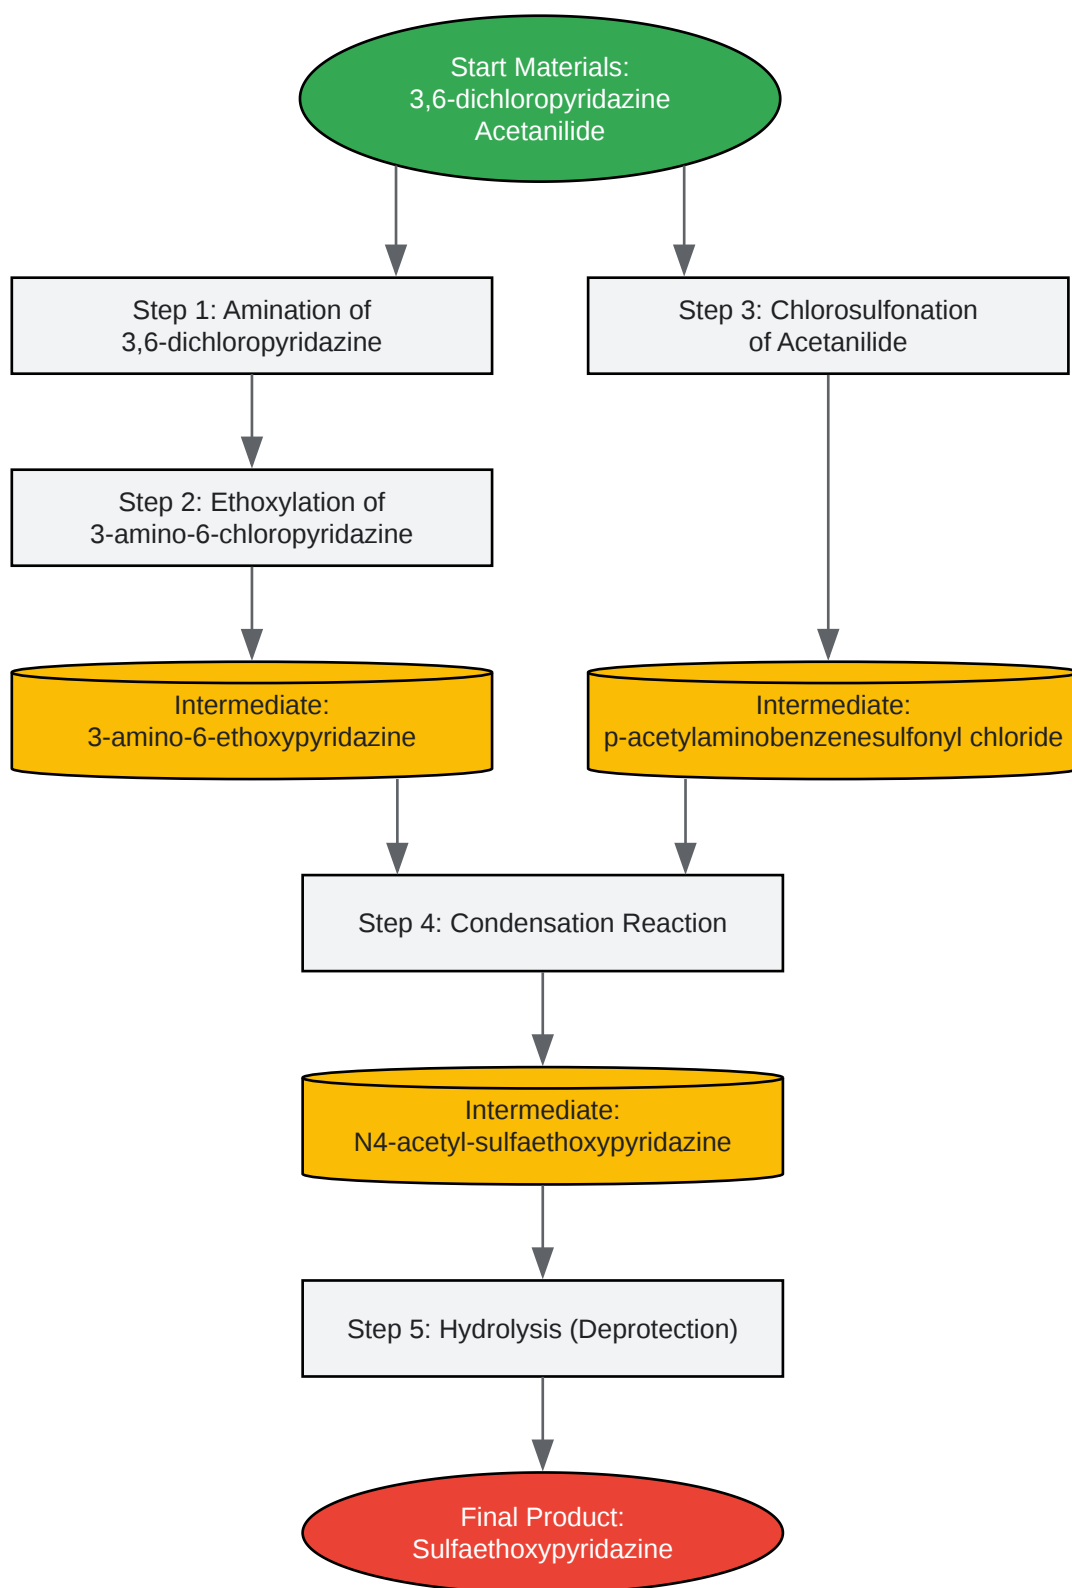 Start Materials:
3,6-dichloropyridazine
Acetanilide
Step 1: Amination of
3,6-dichloropyridazine
Step 3: Chlorosulfonation
of Acetanilide
Step 2: Ethoxylation of
3-amino-6-chloropyridazine
Intermediate:
3-amino-6-ethoxypyridazine
Intermediate:
p-acetylaminobenzenesulfonyl chloride
Step 4: Condensation Reaction
Intermediate:
N4-acetyl-sulfaethoxypyridazine
Step 5: Hydrolysis (Deprotection)
Final Product:
Sulfaethoxypyridazine